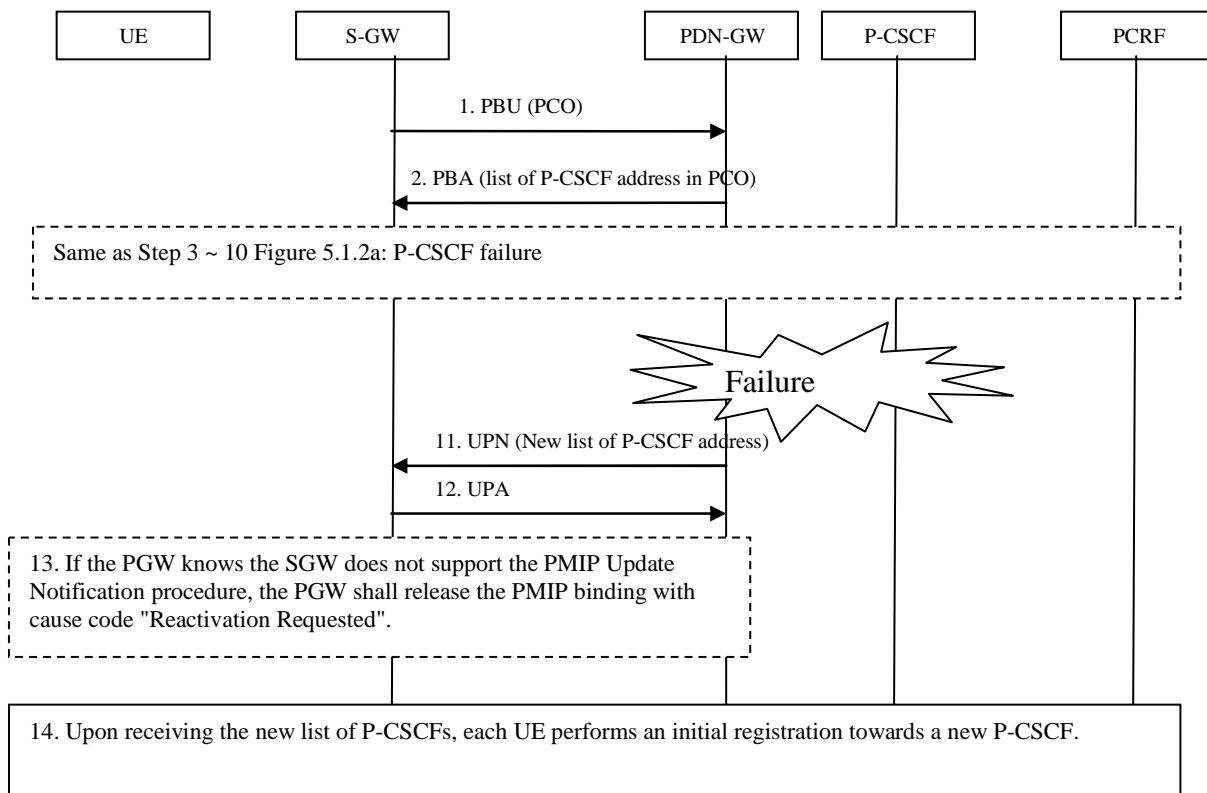 UE
S-GW
PDN-GW
P-CSCF
PCRF
1. PBU (PCO)
2. PBA (list of P-CSCF address in PCO)
Same as Step 3 ~ 10 Figure 5.1.2a: P-CSCF failure
Failure
11. UPN (New list of P-CSCF address)
12. UPA
13. If the PGW knows the SGW does not support the PMIP Update
Notification procedure, the PGW shall release the PMIP binding with
cause code "Reactivation Requested".
14. Upon receiving the new list of P-CSCFs, each UE performs an initial registration towards a new P-CSCF.